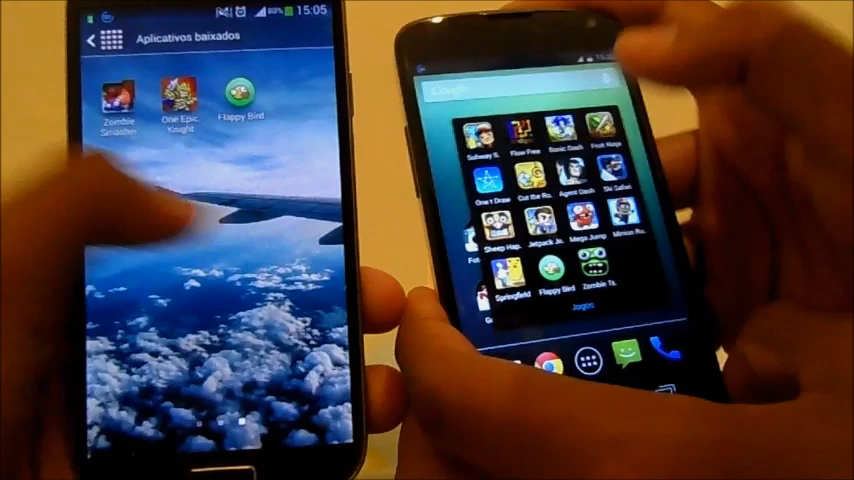 15:05
80%
Aplicativos baixados
Zombie Smasher
One Epic Knight
Flappy Bird
Google
Subway S.
Flow Free
Sonic Dash
Fruit Ninja
Cut the Ro.
Agent Dash
Ski Safari
Sheep Hap.
Jetpack Jo.
Mega Jump
Minion Ru.
Springfield
Flappy Bird
Zombie Ts.
Jogos